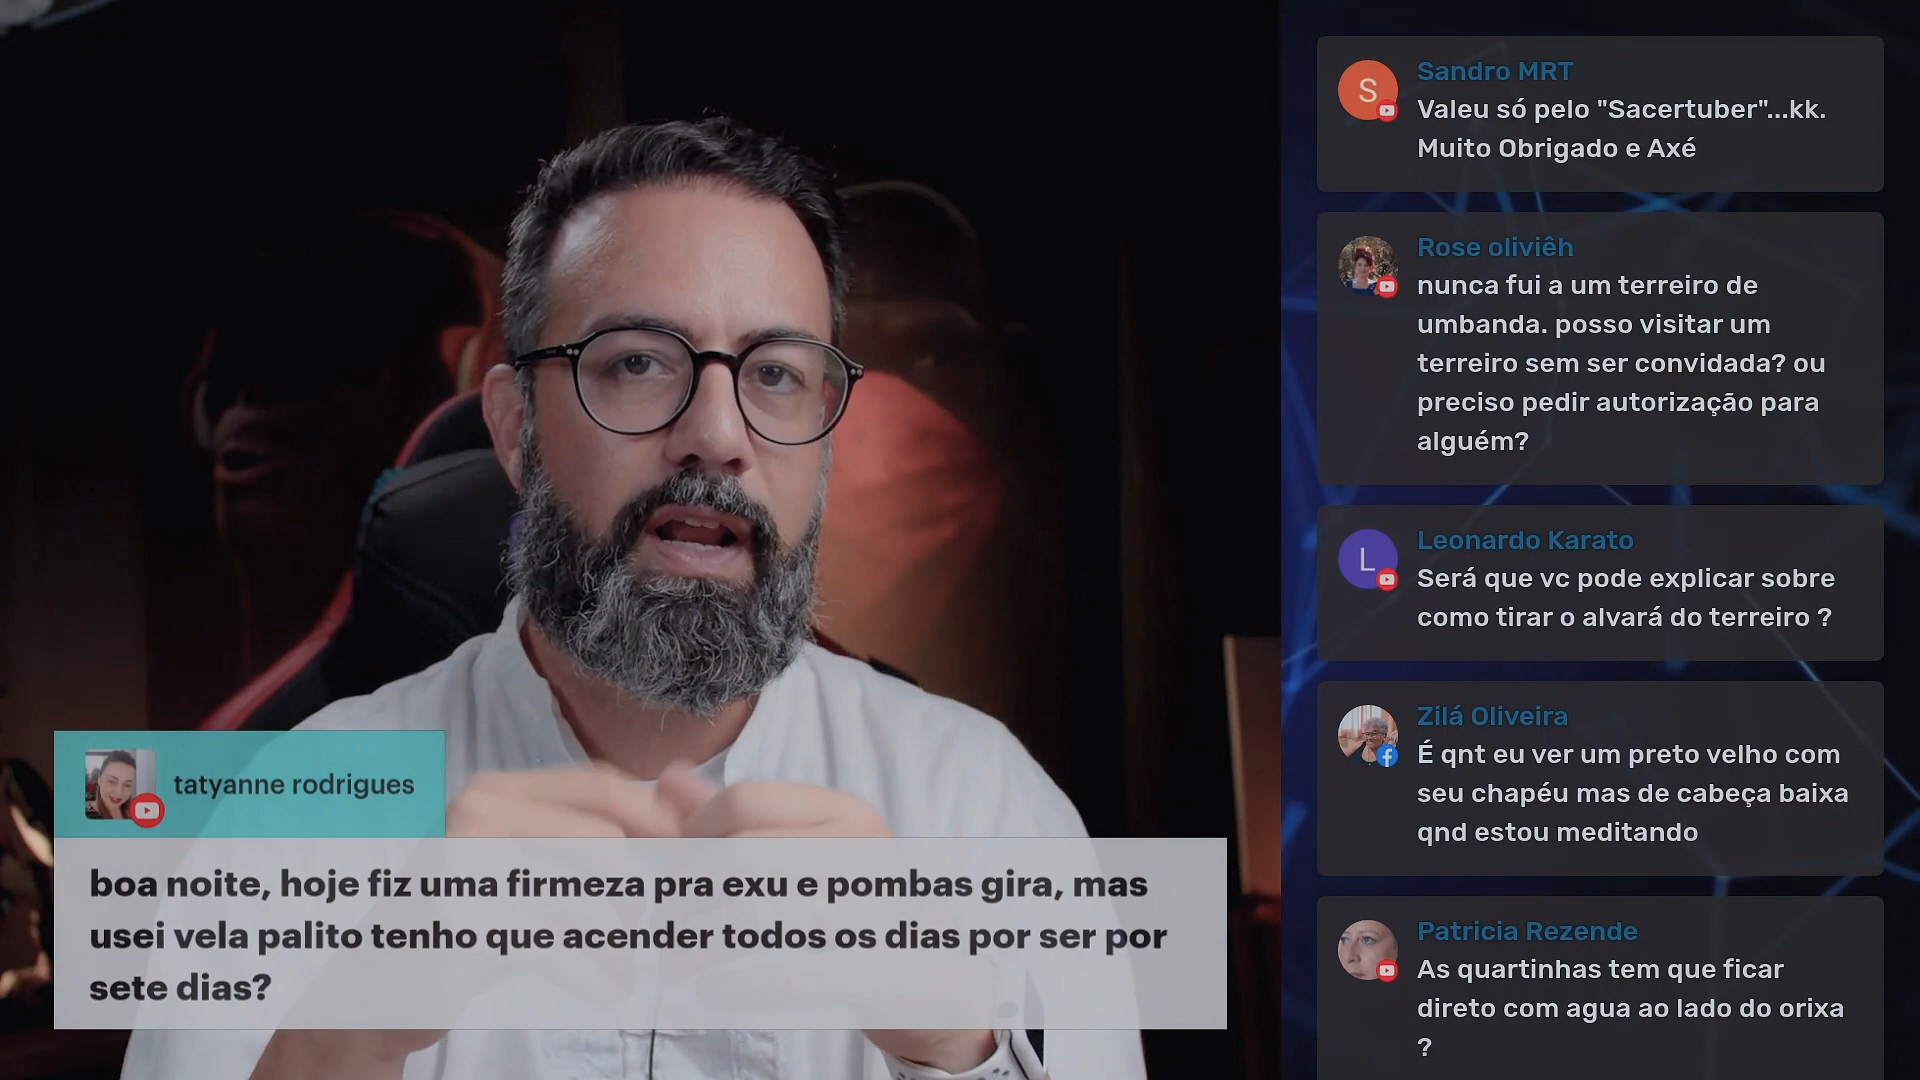 tatyanne rodrigues
boa noite, hoje fiz uma firmeza pra exu e pombas gira, mas
usei vela palito tenho que acender todos os dias por ser por
sete dias?
S
Sandro MRT
Valeu só pelo "Sacertuber"...kk.
Muito Obrigado e Axé
Rose oliviêh
nunca fui a um terreiro de
umbanda. posso visitar um
terreiro sem ser convidada? ou
preciso pedir autorização para
alguém?
L
Leonardo Karato
Será que vc pode explicar sobre
como tirar o alvará do terreiro ?
Zilá Oliveira
É qnt eu ver um preto velho com
seu chapéu mas de cabeça baixa
qnd estou meditando
Patricia Rezende
As quartinhas tem que ficar
direto com agua ao lado do orixa
?